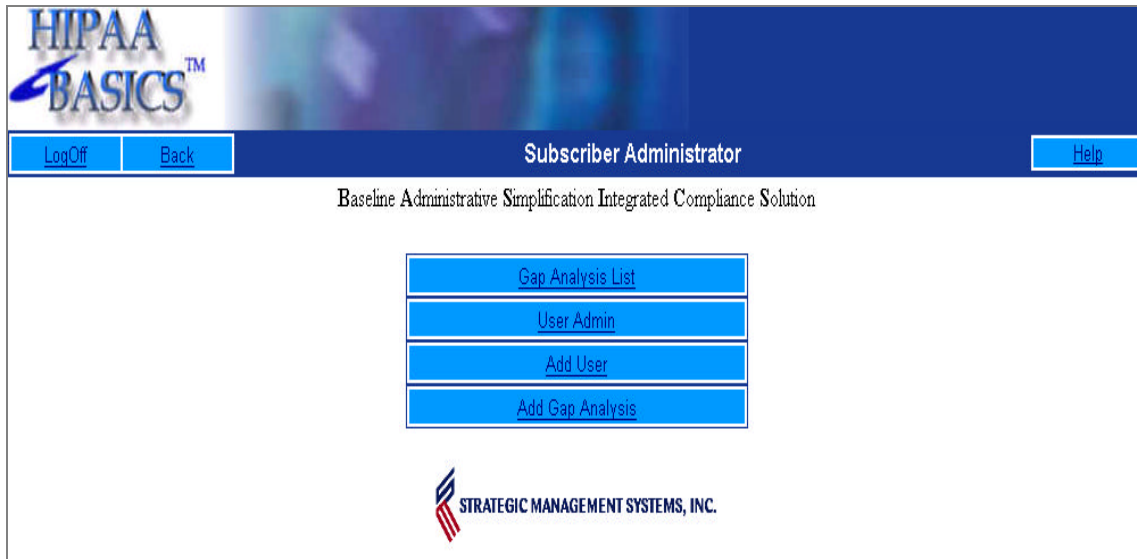 HIPAA
BASICS™
LogOff Back Subscriber Administrator Help
Baseline Administrative Simplification Integrated Compliance Solution
Gap Analysis List
User Admin
Add User
Add Gap Analysis
STRATEGIC MANAGEMENT SYSTEMS, INC.